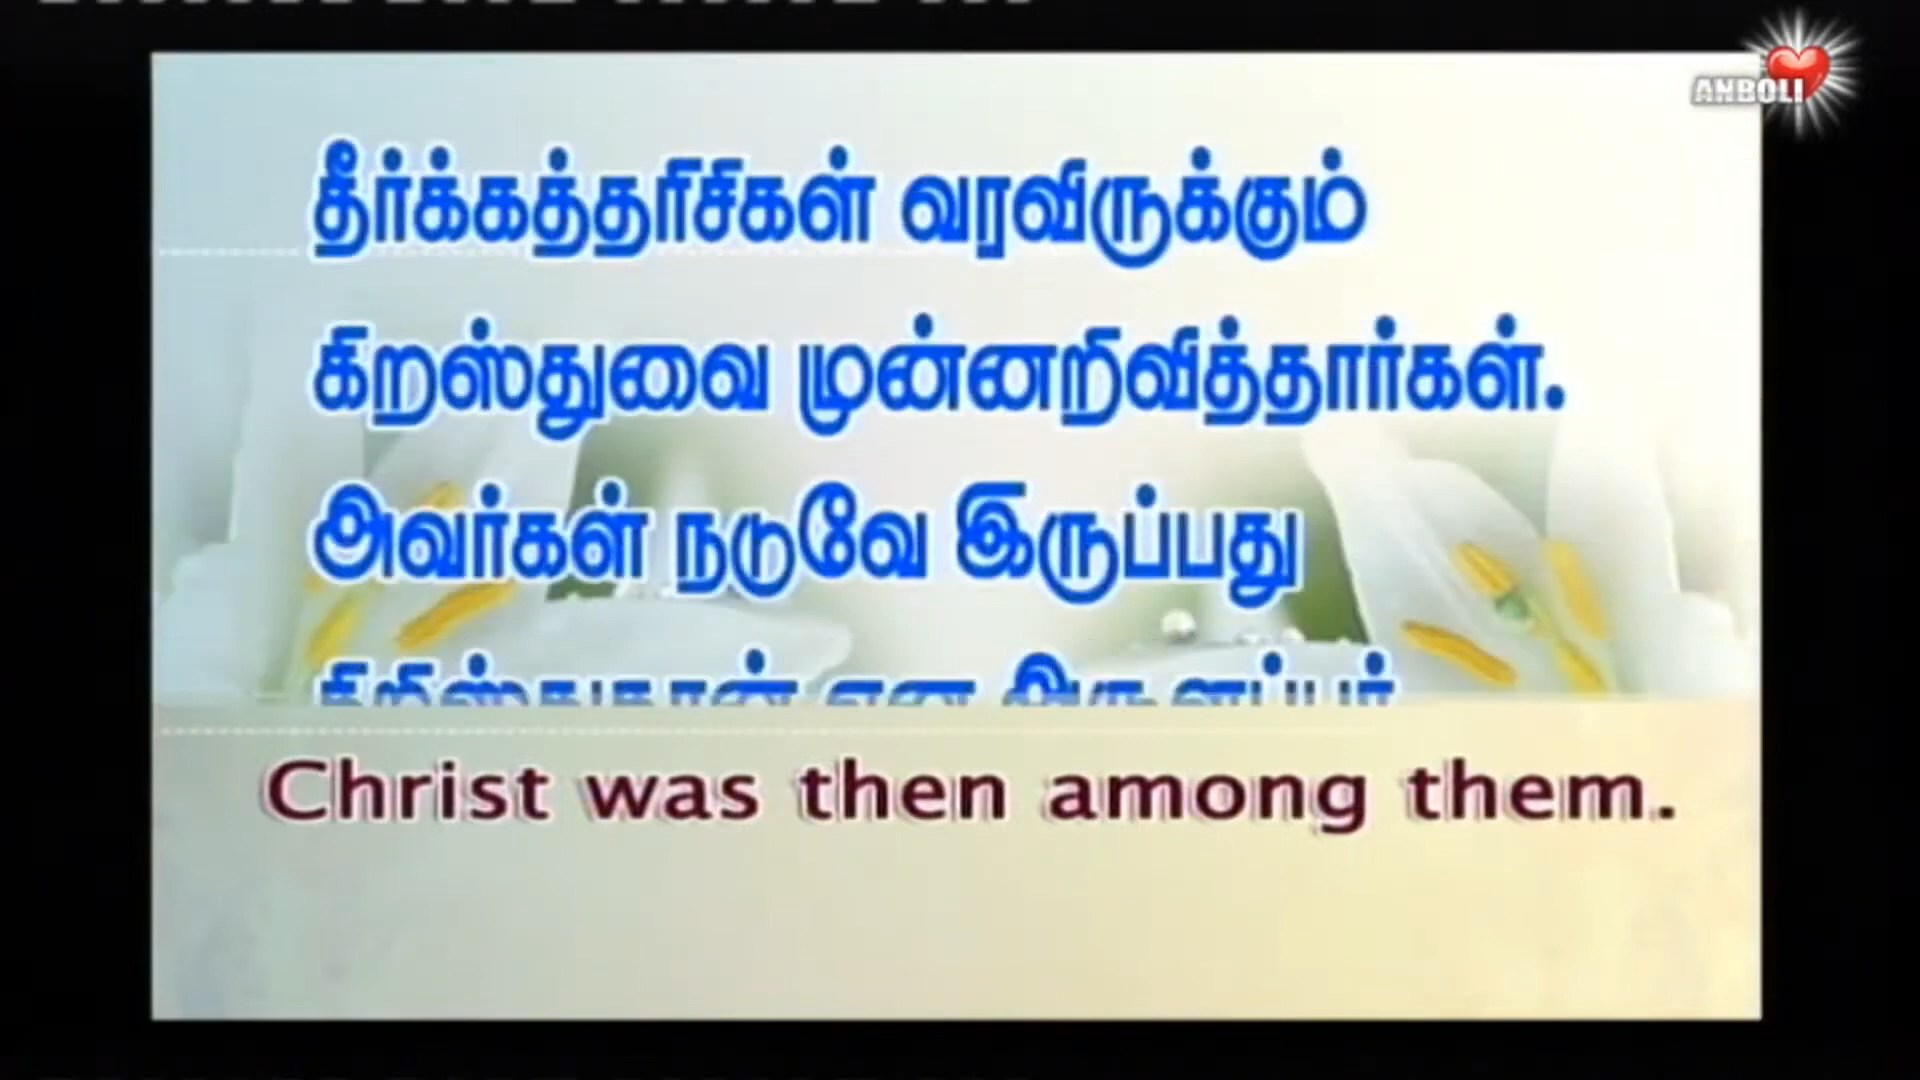 ANBOLI
தீர்க்கத்தரிசிகள் வரவிருக்கும்
கிறஸ்துவை முன்னறிவித்தார்கள்.
அவர்கள் நடுவே இருப்பது
Christ was then among them.